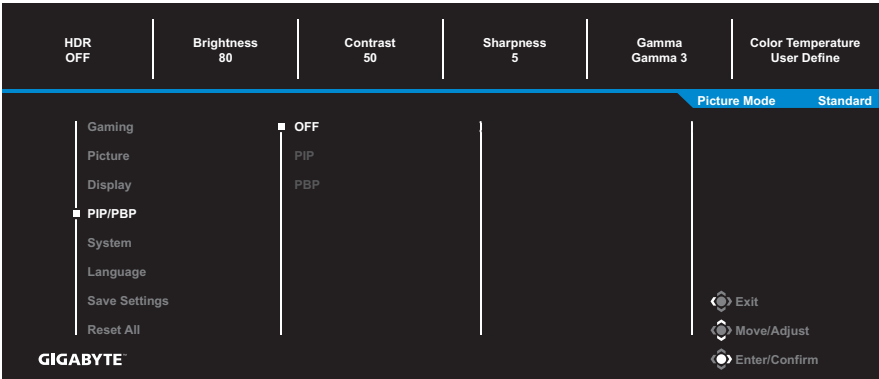 HDR
OFF
Brightness
80
Contrast
50
Sharpness
5
Gamma
Gamma 3
Color Temperature
User Define
Picture Mode Standard
Gaming
Picture
Display
PIP/PBP
System
Language
Save Settings
Reset All
OFF
PIP
PBP
Exit
Move/Adjust
Enter/Confirm
GIGABYTE™